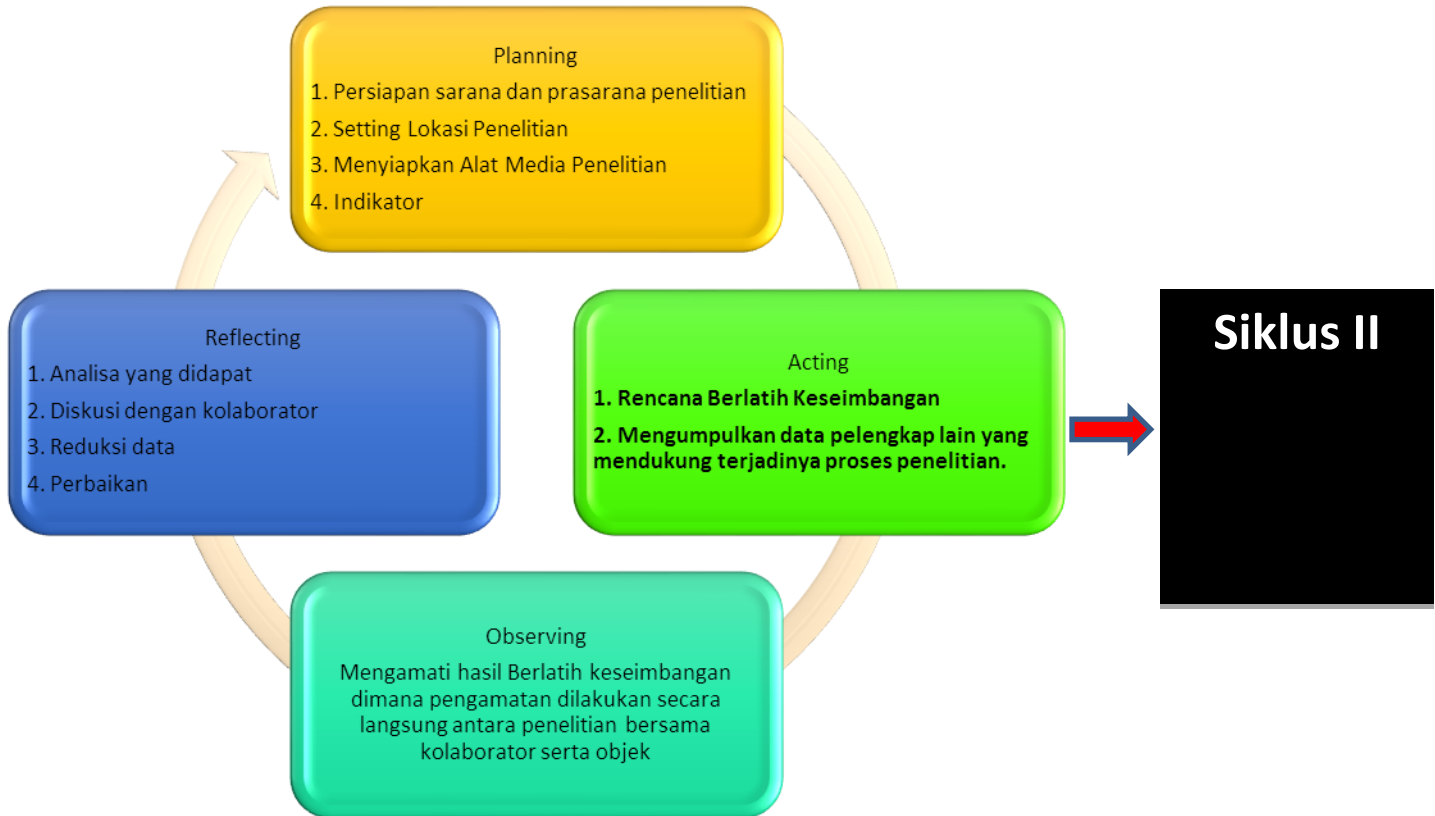 Planning
1. Persiapan sarana dan prasarana penelitian
2. Setting Lokasi Penelitian
3. Menyiapkan Alat Media Penelitian
4. Indikator
Reflecting
1. Analisa yang didapat
2. Diskusi dengan kolaborator
3. Reduksi data
4. Perbaikan
Acting
1. Rencana Berlatih Keseimbangan
2. Mengumpulkan data pelengkap lain yang
mendukung terjadinya proses penelitian.
Siklus II
Observing
Mengamati hasil Berlatih keseimbangan
dimana pengamatan dilakukan secara
langsung antara penelitian bersama
kolaborator serta objek